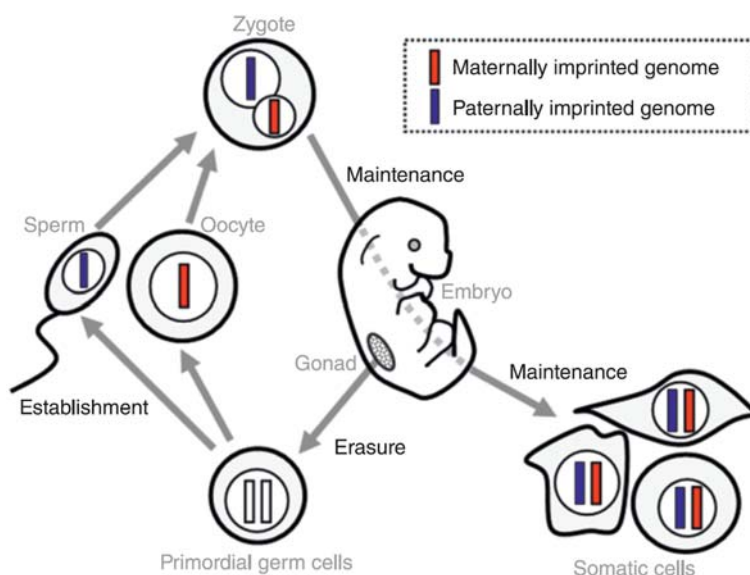 Zygote
Maternally imprinted genome
Paternally imprinted genome
Maintenance
Sperm
Oocyte
Embryo
Gonad
Maintenance
Establishment
Erasure
Primordial germ cells
Somatic cells